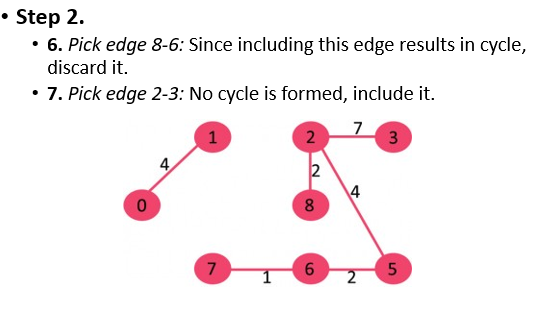 • Step 2.
• 6. Pick edge 8-6: Since including this edge results in cycle,
discard it.
• 7. Pick edge 2-3: No cycle is formed, include it.
1 2 7 3
4 2 4
0 8
7 1 6 2 5